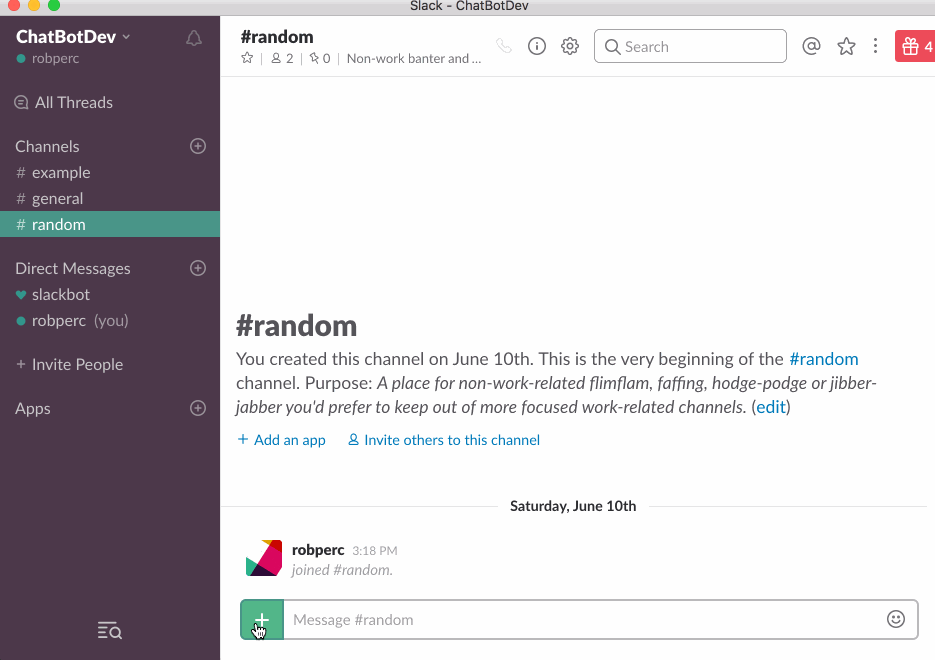 Slack - ChatBotDev
ChatBotDev
robperc
All Threads
Channels
# example
# general
# random
Direct Messages
slackbot
robperc (you)
+ Invite People
Apps
#random
2 | 0 | Non-work banter and ...
Search
4
#random
You created this channel on June 10th. This is the very beginning of the #random
channel. Purpose: A place for non-work-related flimflam, faffing, hodge-podge or jibber-
jabber you'd prefer to keep out of more focused work-related channels. (edit)
+ Add an app Invite others to this channel
Saturday, June 10th
robperc 3:18 PM
joined #random.
+ Message #random